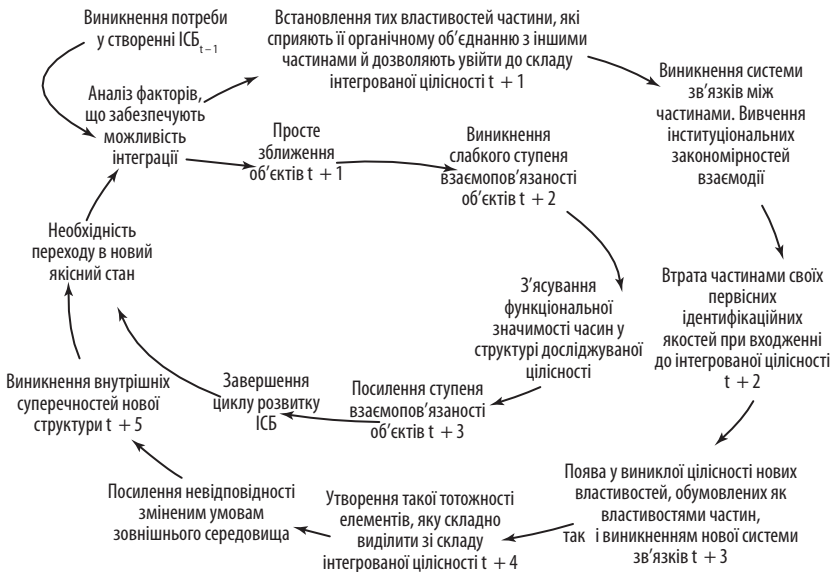 Виникнення потреби
у створенні ІСБt – 1
Встановлення тих властивостей частини, які
сприяють її органічному об’єднанню з іншими
частинами й дозволяють увійти до складу
інтегрованої цілісності t + 1
Аналіз факторів,
що забезпечують
можливість
інтеграції
Виникнення системи
зв’язків між
частинами. Вивчення
інституціональних
закономірностей
взаємодії
Просте
зближення
об’єктів t + 1
Виникнення
слабкого ступеня
взаємопов’язаності
об’єктів t + 2
Необхідність
переходу в новий
якісний стан
Втрата частинами своїх
первісних
ідентифікаційних
якостей при входженні
до інтегрованої цілісності
t + 2
З’ясування
функціональної
значимості часин у
структурі досліджуваної
цілісності
Виникнення внутрішніх
суперечностей нової
структури t + 5
Завершення
циклу розвитку
ІСБ
Посилення ступеня
взаємопов’язаності
об’єктів t + 3
Посилення невідповідності
зміненим умовам
зовнішнього середовища
Утворення такої тотожності
елементів, яку складно
виділити зі складу
інтегрованої цілісності t + 4
Поява у виниклої цілісності нових
властивостей, обумовлених як
властивостями частин,
так і виникненням нової системи
зв’язків t + 3